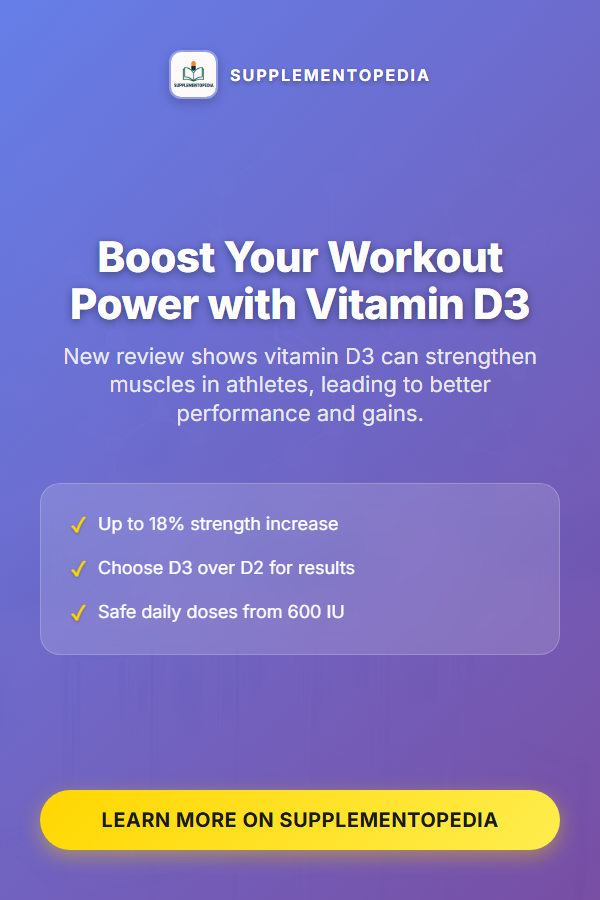 SUPPLEMENTOPEDIA
SUPPLEMENTOPEDIA
Boost Your Workout
Power with Vitamin D3
New review shows vitamin D3 can strengthen
muscles in athletes, leading to better
performance and gains.
✓ Up to 18% strength increase
✓ Choose D3 over D2 for results
✓ Safe daily doses from 600 IU
LEARN MORE ON SUPPLEMENTOPEDIA